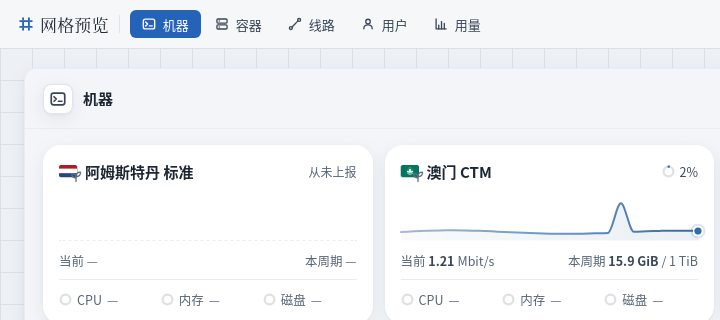 网格预览 机器 容器 线路 用户 用量
机器
阿姆斯特丹 标准 从未上报
当前 — 本周期 —
CPU — 内存 — 磁盘 —
澳门 CTM 2%
当前 1.21 Mbit/s 本周期 15.9 GiB / 1 TiB
CPU — 内存 — 磁盘 —